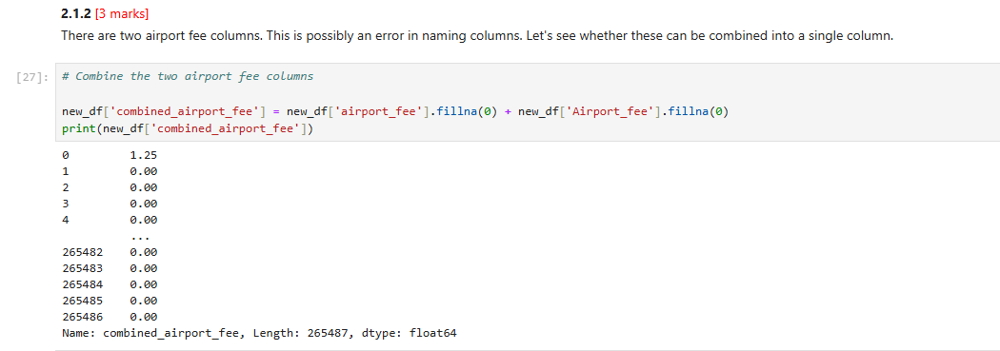 2.1.2 [3 marks]
There are two airport fee columns. This is possibly an error in naming columns. Let's see whether these can be combined into a single column.
[27]: # Combine the two airport fee columns
new_df['combined_airport_fee'] = new_df['airport_fee'].fillna(0) + new_df['Airport_fee'].fillna(0)
print(new_df['combined_airport_fee'])
0 1.25
1 0.00
2 0.00
3 0.00
4 0.00
...
265482 0.00
265483 0.00
265484 0.00
265485 0.00
265486 0.00
Name: combined_airport_fee, Length: 265487, dtype: float64